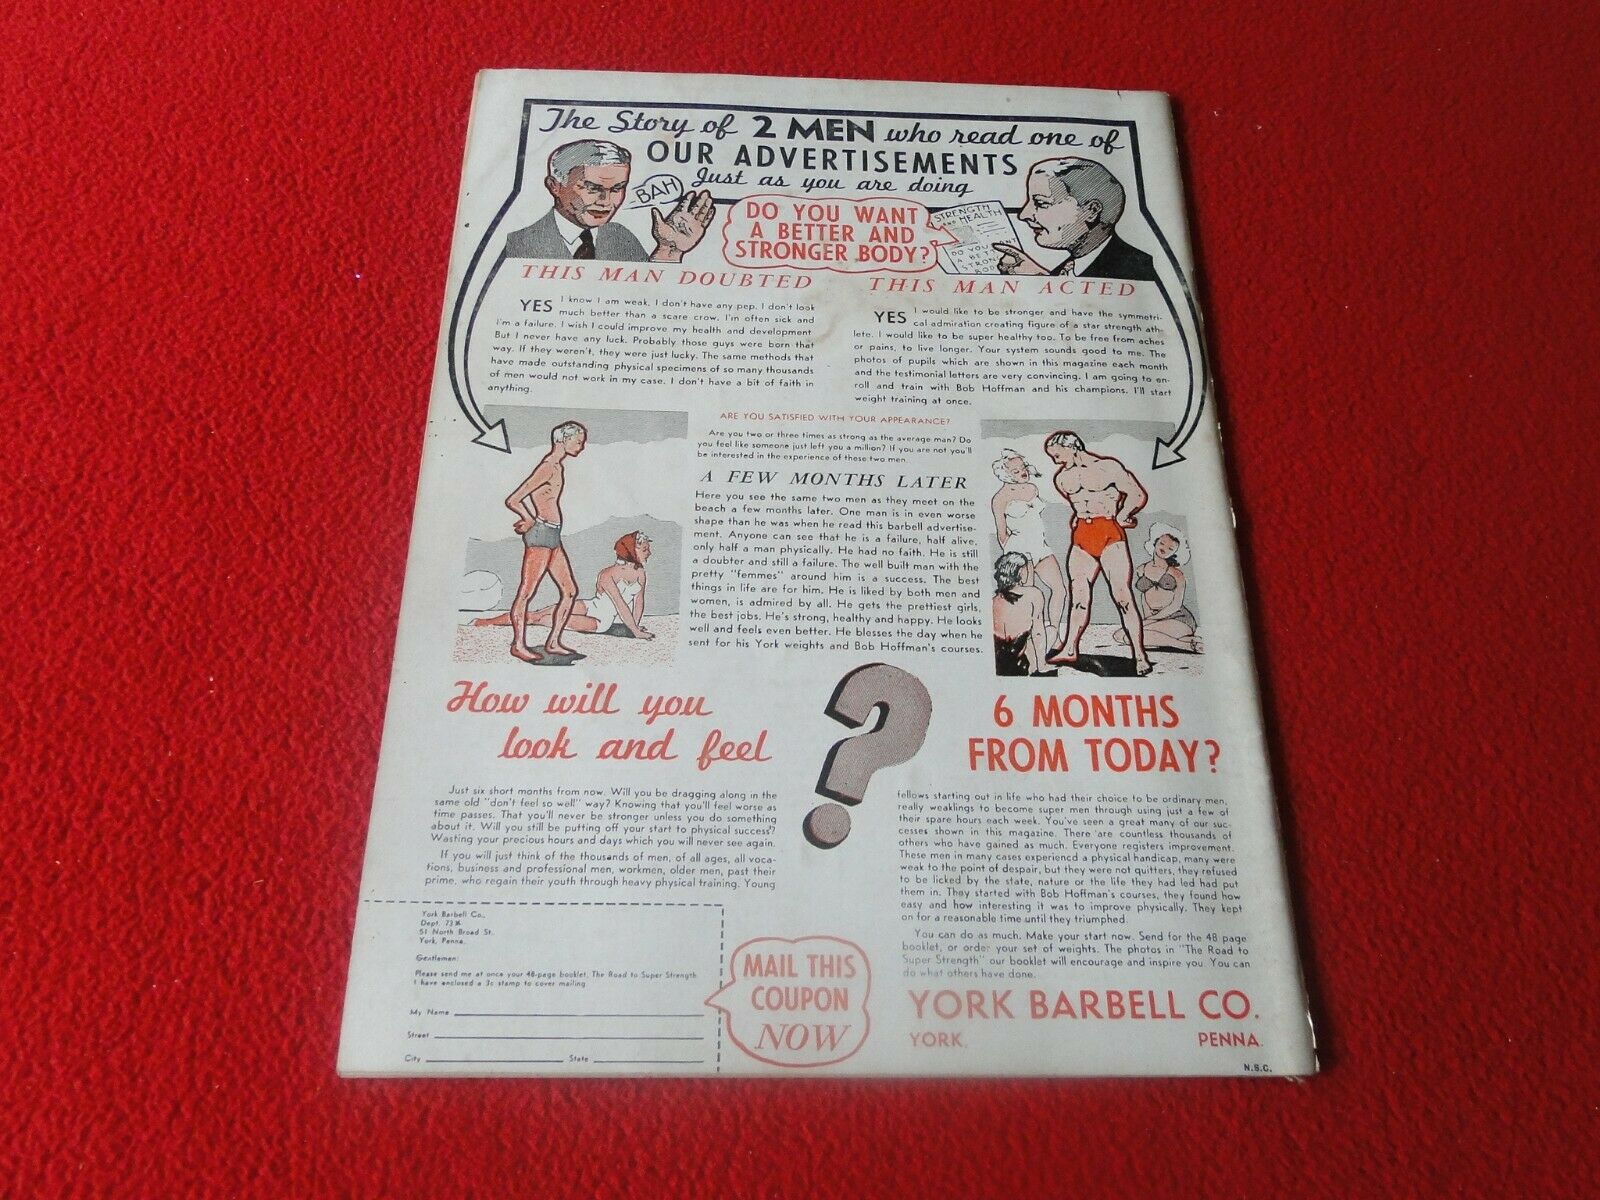 The Story of 2 MEN who read one of
OUR ADVERTISEMENTS
Just as you are doing
BAH
DO YOU WANT
A BETTER AND
STRONGER BODY?
STRENGTH
AND HEALTH
DO YOU WANT
A BETTER
STRONGER
BODY
THIS MAN DOUBTED
YES I know I am weak. I don't have any pep. I don't look
much better than a scare crow. I'm often sick and
I'm a failure. I wish I could improve my health and development
But I never have any luck. Probably those guys were born that
way. If they weren't, they were just lucky. The same methods that
have made outstanding physical specimens of so many thousands
of men would not work in my case. I don't have a bit of faith in
anything.
THIS MAN ACTED
YES I would like to be stronger and have the symmetri-
cal admiration creating figure of a star strength ath-
lete. I would like to be super healthy too. To be free from aches
or pains, to live longer. Your system sounds good to me. The
photos of pupils which are shown in this magazine each month
and the testimonial letters are very convincing. I am going to en-
roll and train with Bob Hoffman and his champions. I'll start
weight training at once.
ARE YOU SATISFIED WITH YOUR APPEARANCE?
Are you two or three times as strong as the average man? Do
you feel like someone just left you a million? If you are not you'll
be interested in the experience of these two men.
A FEW MONTHS LATER
Here you see the same two men as they meet on the
beach a few months later. One man is in even worse
shape than he was when he read this barbell advertise-
ment. Anyone can see that he is a failure, half alive,
only half a man physically. He had no faith. He is still
a doubter and still a failure. The well built man with the
pretty "femmes" around him is a success. The best
things in life are for him. He is liked by both men and
women, is admired by all. He gets the prettiest girls,
the best jobs. He's strong, healthy and happy. He looks
well and feels even better. He blesses the day when he
sent for his York weights and Bob Hoffman's courses.
How will you
look and feel
?
6 MONTHS
FROM TODAY?
Just six short months from now. Will you be dragging along in the
same old "don't feel so well" way? Knowing that you'll feel worse as
time passes. That you'll never be stronger unless you do something
about it. Will you still be putting off your start to physical success?
Wasting your precious hours and days which you will never see again.
If you will just think of the thousands of men, of all ages, all voca-
tions, business and professional men, workmen, older men, past their
prime, who regain their youth through heavy physical training. Young
fellows starting out in life who had their choice to be ordinary men,
really weaklings to become super men through using just a few of
their spare hours each week. You've seen a great many of our suc-
cesses shown in this magazine. There are countless thousands of
others who have gained as much. Everyone registers improvement.
These men in many cases experiencd a physical handicap, many were
weak to the point of despair, but they were not quitters, they refused
to be licked by the state, nature or the life they had led had put
them in. They started with Bob Hoffman's courses, they found how
easy and how interesting it was to improve physically. They kept
on for a reasonable time until they triumphed.
You can do as much. Make your start now. Send for the 48 page
booklet, or order your set of weights. The photos in "The Road to
Super Strength" our booklet will encourage and inspire you. You can
do what others have done.
York Barbell Co.,
Dept. 73
51 North Broad St.
York, Penna.
Gentlemen:
Please send me at once your 48-page booklet, The Road to Super Strength
I have enclosed a 3c stamp to cover mailing.
My Name
Street
City State
MAIL THIS
COUPON
NOW
YORK BARBELL CO.
YORK, PENNA.
N.S.C.